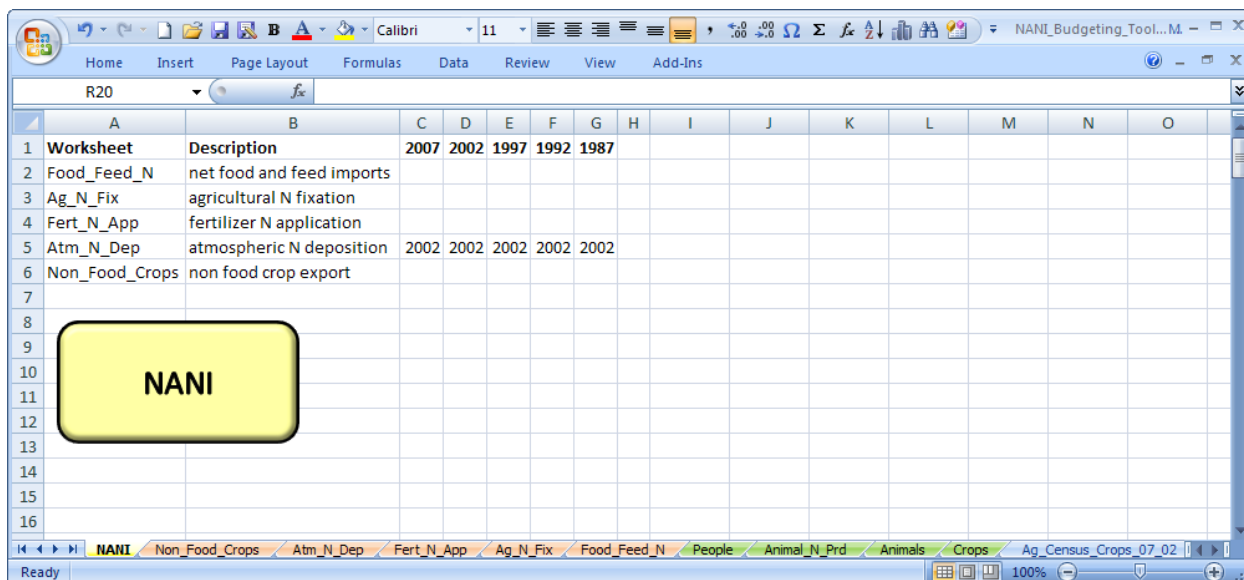 Calibri 11 NANI_Budgeting_Tool...M.
Home Insert Page Layout Formulas Data Review View Add-Ins
R20 fx
A B C D E F G H I J K L M N O
1 Worksheet Description 2007 2002 1997 1992 1987
2 Food_Feed_N net food and feed imports
3 Ag_N_Fix agricultural N fixation
4 Fert_N_App fertilizer N application
5 Atm_N_Dep atmospheric N deposition 2002 2002 2002 2002 2002
6 Non_Food_Crops non food crop export
7
8
9
10
NANI
11
12
13
14
15
16
NANI Non_Food_Crops Atm_N_Dep Fert_N_App Ag_N_Fix Food_Feed_N People Animal_N_Prd Animals Crops Ag_Census_Crops_07_02
Ready 100%